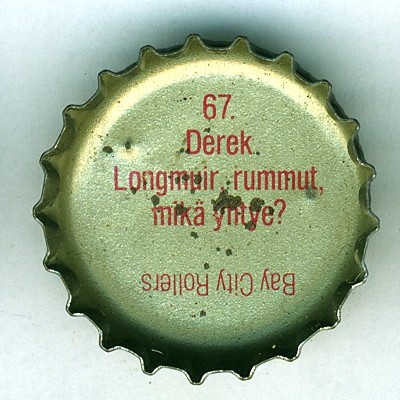 67.
Derek
Longmuir, rummut,
mikä yhtye?
Bay City Rollers